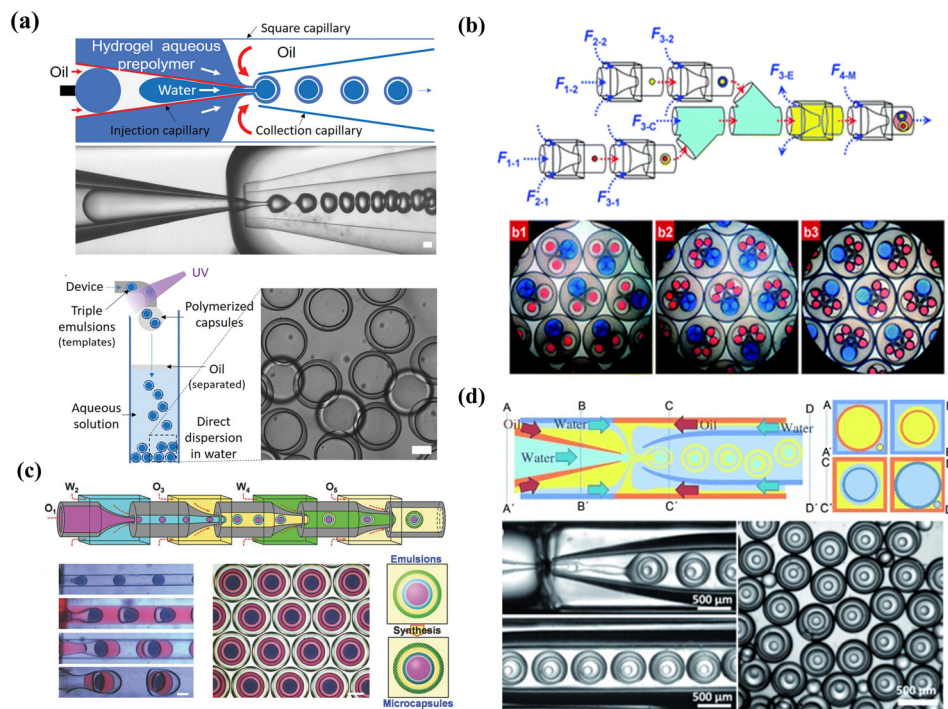 (a)
Square capillary
Hydrogel aqueous
prepolymer
Oil
Oil
Water
Injection capillary
Collection capillary
UV
Device
Triple
emulsions
(templates)
Polymerized
capsules
Oil
(separated)
Aqueous
solution
Direct
dispersion
in water
(b)
F2-2
F3-2
F1-2
F3-E
F4-M
F3-C
F1-1
F2-1
F3-1
b1
b2
b3
(c)
W2
O3
W4
O5
O1
Emulsions
Synthesis
Microcapsules
(d)
A
B
C
D
Oil
Water
Oil
Water
Water
A´
B´
C´
D´
A
A´
C
C´
500 µm
500 µm
500 µm